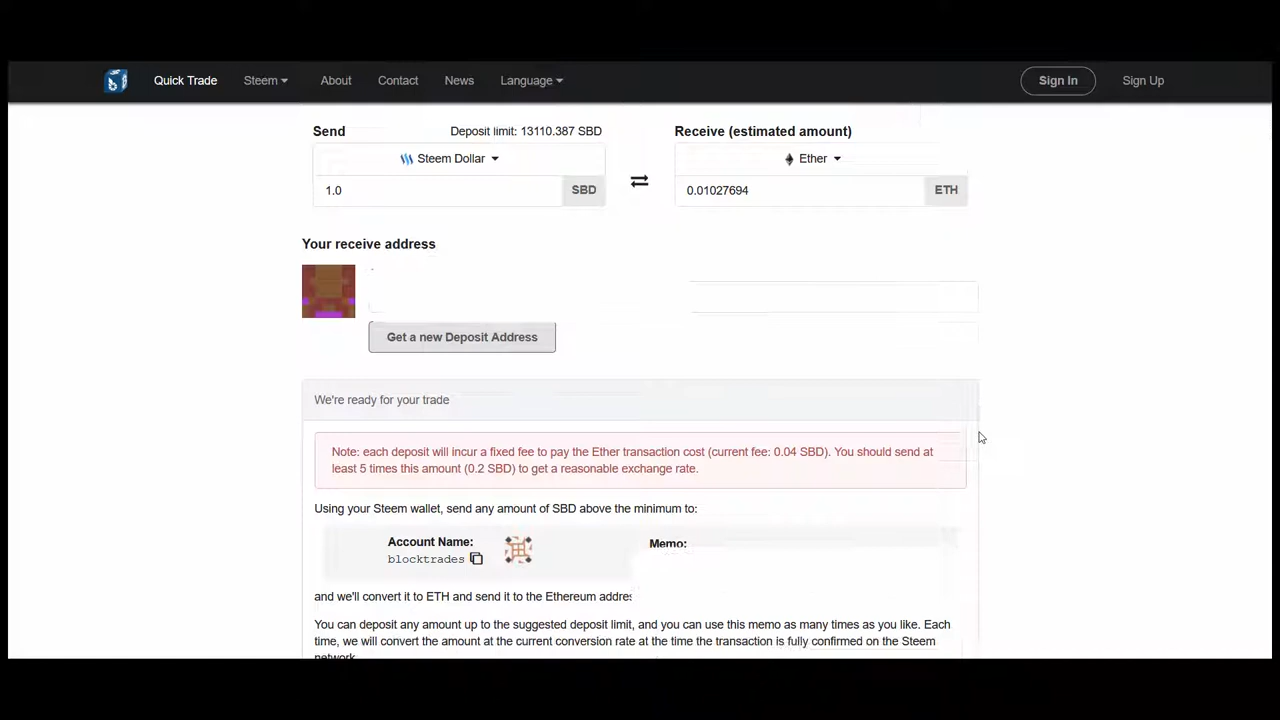 Quick Trade Steem About Contact News Language Sign In Sign Up
Send Deposit limit: 13110.387 SBD Receive (estimated amount)
Steem Dollar Ether
1.0 SBD 0.01027694 ETH
Your receive address
Get a new Deposit Address
We're ready for your trade
Note: each deposit will incur a fixed fee to pay the Ether transaction cost (current fee: 0.04 SBD). You should send at
least 5 times this amount (0.2 SBD) to get a reasonable exchange rate.
Using your Steem wallet, send any amount of SBD above the minimum to:
Account Name: Memo:
blocktrades
and we'll convert it to ETH and send it to the Ethereum addres
You can deposit any amount up to the suggested deposit limit, and you can use this memo as many times as you like. Each
time, we will convert the amount at the current conversion rate at the time the transaction is fully confirmed on the Steem
network.